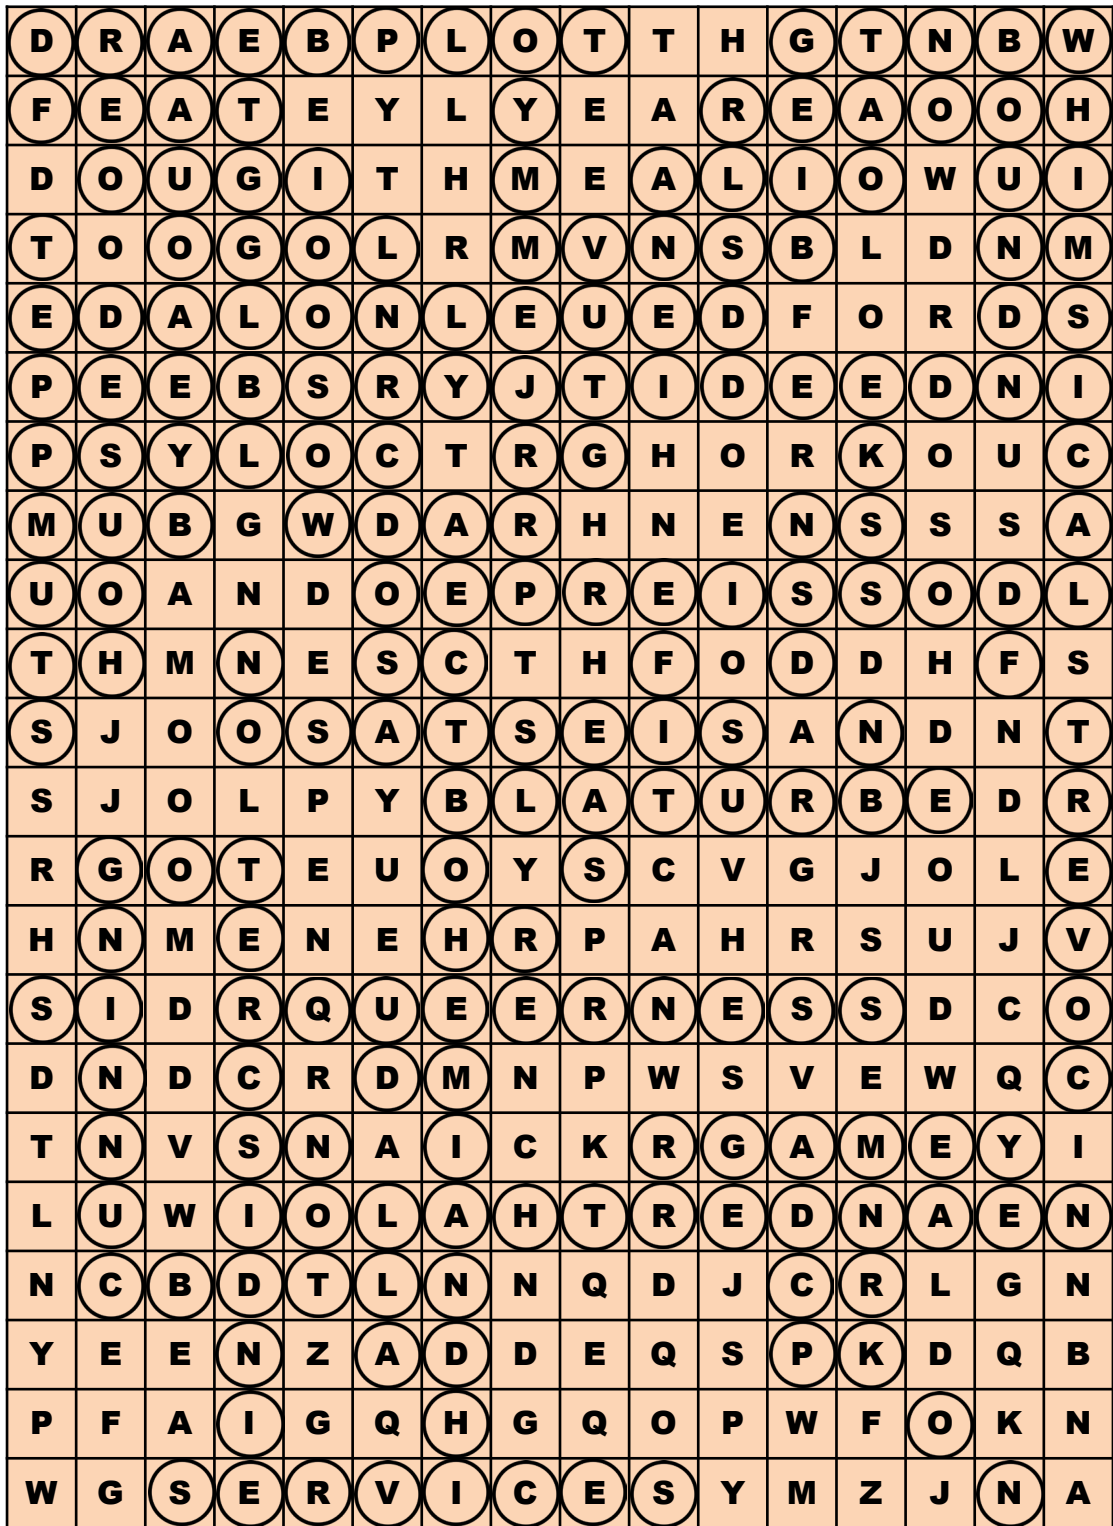 D R A E B P L O T T H G T N B W
F E A T E Y L Y E A R E A O O H
D O U G I T H M E A L I O W U I
T O O G O L R M V N S B L D N M
E D A L O N L E U E D F O R D S
P E E B S R Y J T I D E E D N I
P S Y L O C T R G H O R K O U C
M U B G W D A R H N E N S S S A
U O A N D O E P R E I S S O D L
T H M N E S C T H F O D D H F S
S J O O S A T S E I S A N D N T
S J O L P Y B L A T U R B E D R
R G O T E U O Y S C V G J O L E
H N M E N E H R P A H R S U J V
S I D R Q U E E R N E S S D C O
D N D C R D M N P W S V E W Q C
T N V S N A I C K R G A M E Y I
L U W I O L A H T R E D N A E N
N C B D T L N N Q D J C R L G N
Y E E N Z A D D E Q S P K D Q B
P F A I G Q H G Q O P W F O K N
W G S E R V I C E S Y M Z J N A